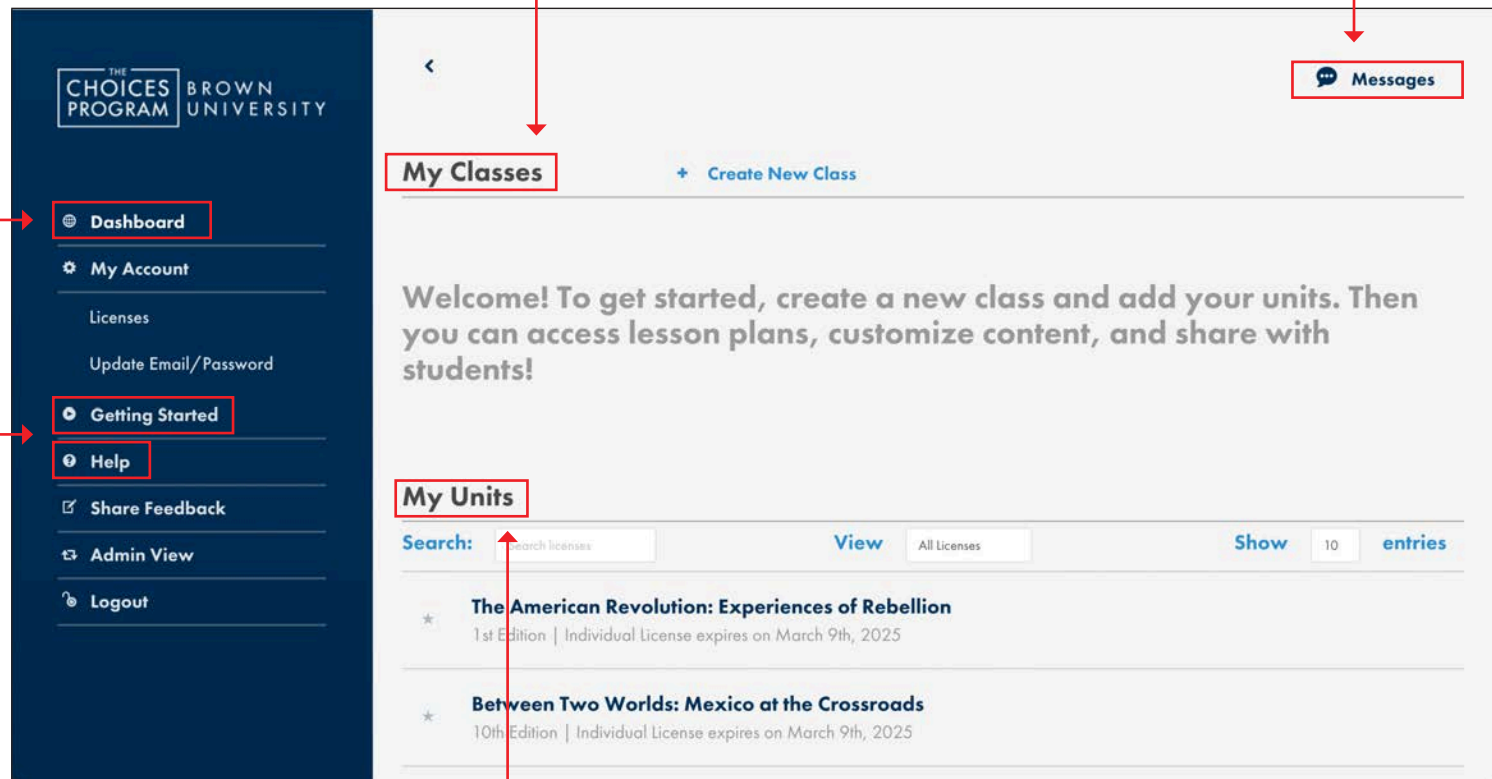 THE
CHOICES
PROGRAM
BROWN
UNIVERSITY
Dashboard
My Account
Licenses
Update Email/Password
Getting Started
Help
Share Feedback
Admin View
Logout
Messages
My Classes
+ Create New Class
Welcome! To get started, create a new class and add your units. Then
you can access lesson plans, customize content, and share with
students!
My Units
Search: Search licenses View All Licenses Show 10 entries
The American Revolution: Experiences of Rebellion
1st Edition | Individual License expires on March 9th, 2025
Between Two Worlds: Mexico at the Crossroads
10th Edition | Individual License expires on March 9th, 2025